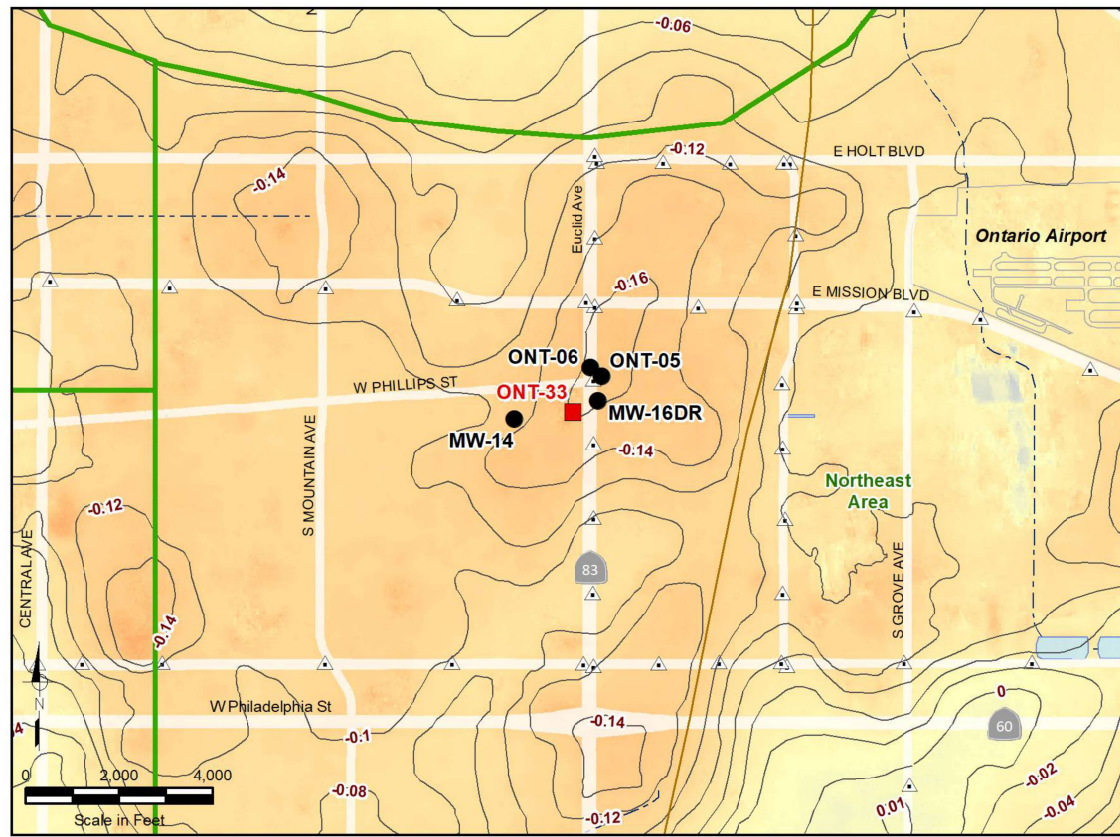 -0.06
N
-0.12
E HOLT BLVD
-0.14
Euclid Ave
Ontario Airport
-0.16
E MISSION BLVD
ONT-06
ONT-05
W PHILLIPS ST
ONT-33
MW-16DR
MW-14
-0.14
S MOUNTAIN AVE
Northeast
Area
-0.12
CENTRAL AVE
83
S GROVE AVE
-0.14
N
W Philadelphia St
-0.14
0
60
-0.1
0 2,000 4,000
-0.08
-0.02
Scale in Feet
-0.12
0.01
-0.04